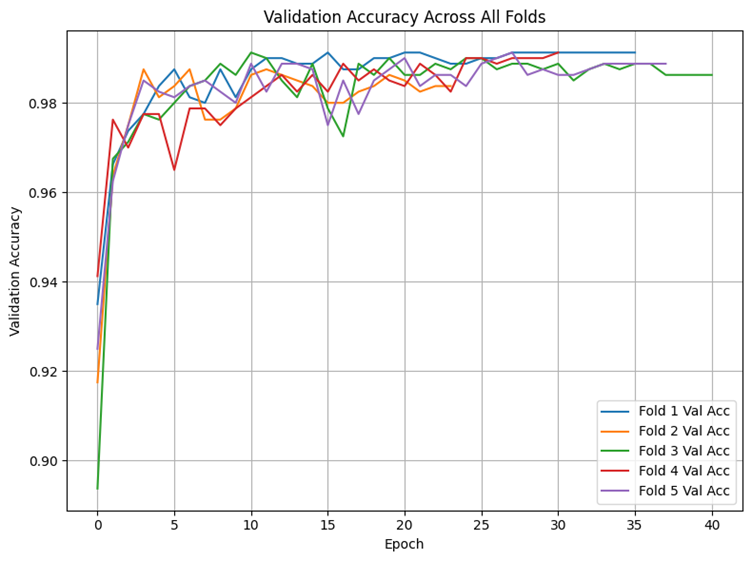 Validation Accuracy Across All Folds
Validation Accuracy
0.98
0.96
0.94
0.92
0.90
Fold 1 Val Acc
Fold 2 Val Acc
Fold 3 Val Acc
Fold 4 Val Acc
Fold 5 Val Acc
0 5 10 15 20 25 30 35 40
Epoch